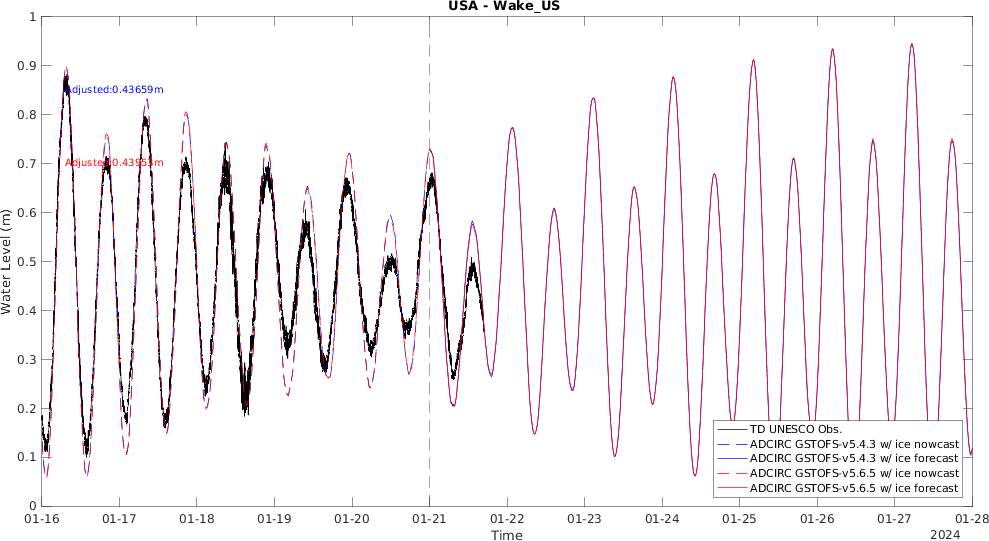 USA - Wake_US
1
0.9
0.8
0.7
0.6
0.5
0.4
0.3
0.2
0.1
0
Water Level (m)
Adjusted:0.43659m
Adjusted:0.43953m
TD UNESCO Obs.
ADCIRC GSTOFS-v5.4.3 w/ ice nowcast
ADCIRC GSTOFS-v5.4.3 w/ ice forecast
ADCIRC GSTOFS-v5.6.5 w/ ice nowcast
ADCIRC GSTOFS-v5.6.5 w/ ice forecast
01-16 01-17 01-18 01-19 01-20 01-21 01-22 01-23 01-24 01-25 01-26 01-27 01-28
Time
2024